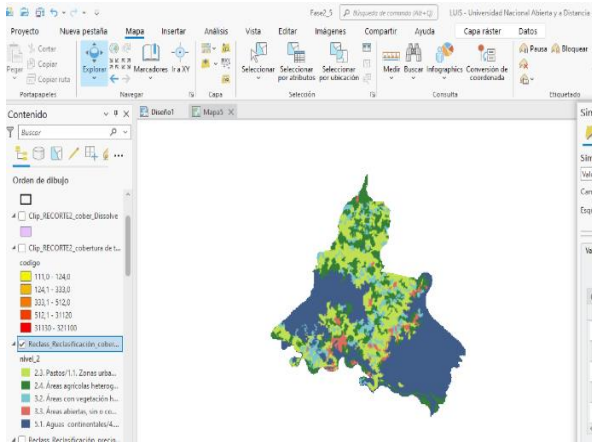 Fase2_5
Búsqueda de comandos (Alt+Q)
LUIS - Universidad Nacional Abierta y a Distancia
Proyecto Nueva pestaña Mapa Insertar Análisis Vista Editar Imágenes Compartir Ayuda Capa ráster Datos
Pegar
Cortar
Copiar
Copiar ruta
Explorar
Marcadores Ir a XY
Seleccionar Seleccionar por atributos Seleccionar por ubicación
Medir Buscar Infographics Conversión de coordenada
Pausa Bloquear
Portapapeles Navegar Capa Selección Consulta Etiquetado
Contenido
Diseño1 Mapa5
Buscar
Orden de dibujo
Clip_RECORTE2_cober_Dissolve
Clip_RECORTE2_cobertura de t...
codigo
111,0 - 124,0
124,1 - 333,0
333,1 - 512,0
512,1 - 31120
31130 - 321100
Reclass_Reclasificación_cober...
nivel_2
2.3. Pastos/1.1. Zonas urba...
2.4. Áreas agrícolas heterog...
3.2. Áreas con vegetación h...
3.3. Áreas abiertas, sin o co...
5.1. Aguas continentales/4....
Reclass_Reclasificación_precip...